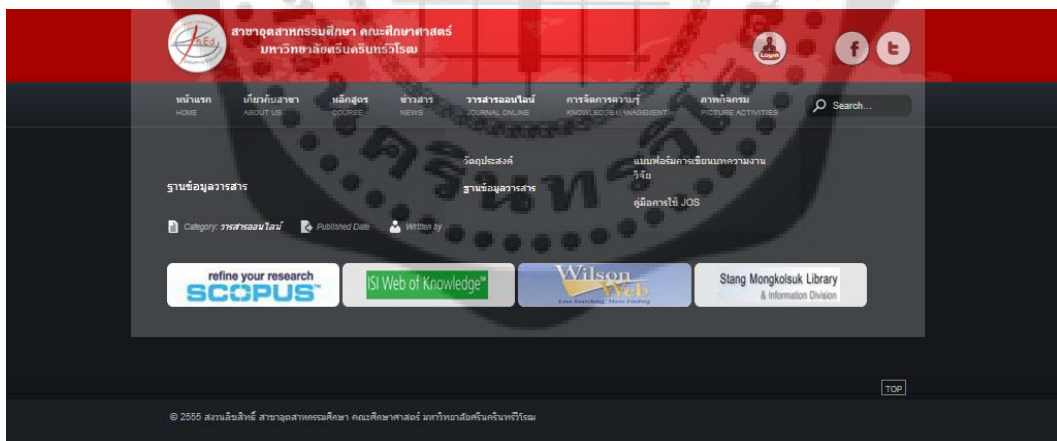 InEd
สาขาอุตสาหกรรมศึกษา คณะศึกษาศาสตร์
มหาวิทยาลัยศรีนครินทรวิโรฒ
Login
หน้าแรก เกี่ยวกับสาขา หลักสูตร ข่าวสาร วารสารออนไลน์ การจัดการความรู้ ภาพกิจกรรม
HOME ABOUT US COURSE NEWS JOURNAL ONLINE KNOWLEDGE MANAGEMENT PICTURE ACTIVITIES
Search...
วัตถุประสงค์
ฐานข้อมูลวารสาร
แบบฟอร์มการเขียนบทความงาน
วิจัย
คู่มือการใช้ JOS
ฐานข้อมูลวารสาร
Category: วารสารออนไลน์ Published Date Written by
refine your research
SCOPUS™
ISI Web of Knowledge℠
Wilson
Web
Stang Mongkolsuk Library
& Information Division
TOP
© 2555 สงวนลิขสิทธิ์ สาขาอุตสาหกรรมศึกษา คณะศึกษาศาสตร์ มหาวิทยาลัยศรีนครินทรวิโรฒ